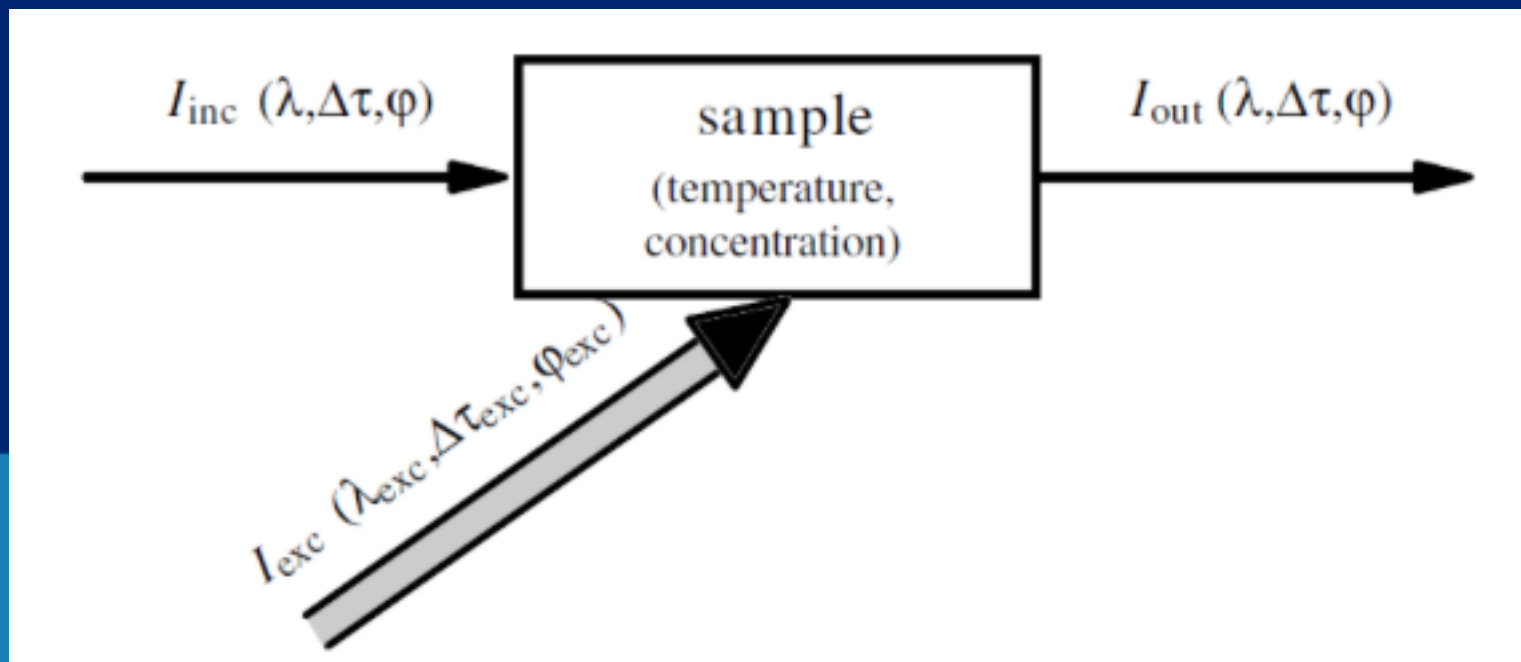 I_inc (λ,Δτ,φ)
sample
(temperature,
concentration)
I_out (λ,Δτ,φ)
I_exc (λ_exc,Δτ_exc,φ_exc)